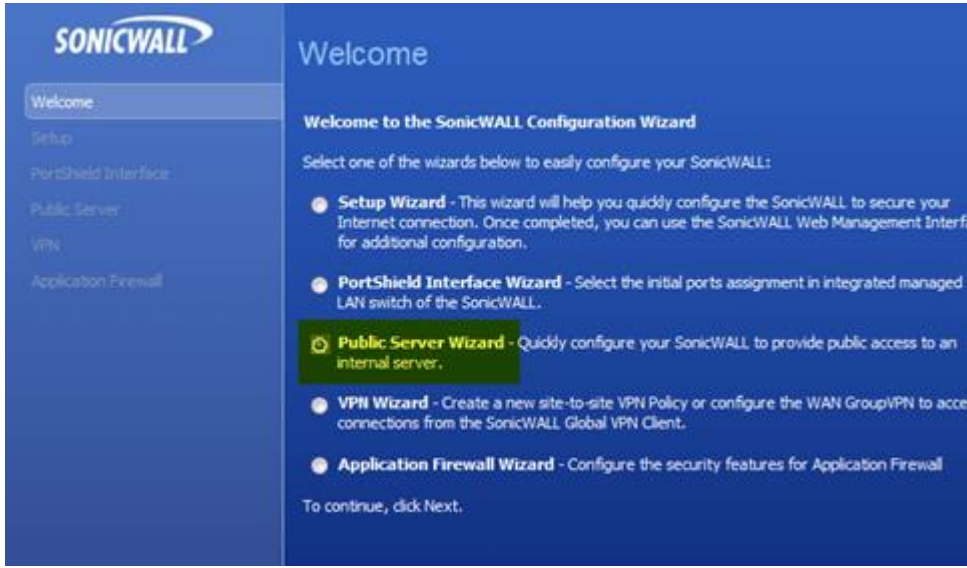 SONICWALL
Welcome
Setup
PortShield Interface
Public Server
VPN
Application Firewall
Welcome
Welcome to the SonicWALL Configuration Wizard
Select one of the wizards below to easily configure your SonicWALL:
Setup Wizard - This wizard will help you quickly configure the SonicWALL to secure your
Internet connection. Once completed, you can use the SonicWALL Web Management Interf
for additional configuration.
PortShield Interface Wizard - Select the initial ports assignment in integrated managed
LAN switch of the SonicWALL.
Public Server Wizard - Quickly configure your SonicWALL to provide public access to an
internal server.
VPN Wizard - Create a new site-to-site VPN Policy or configure the WAN GroupVPN to acce
connections from the SonicWALL Global VPN Client.
Application Firewall Wizard - Configure the security features for Application Firewall
To continue, click Next.